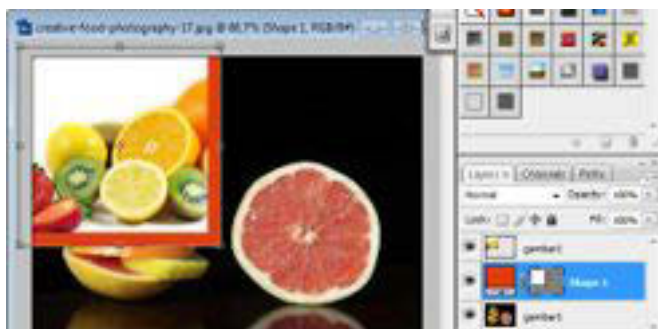 creative-food-photography-17.jpg @ 66,7% (Shape 1, RGB/8#)
Layers × Channels Paths
Normal Opacity: 100%
Lock: Fill: 100%
gambar2
Shape 1
gambar1